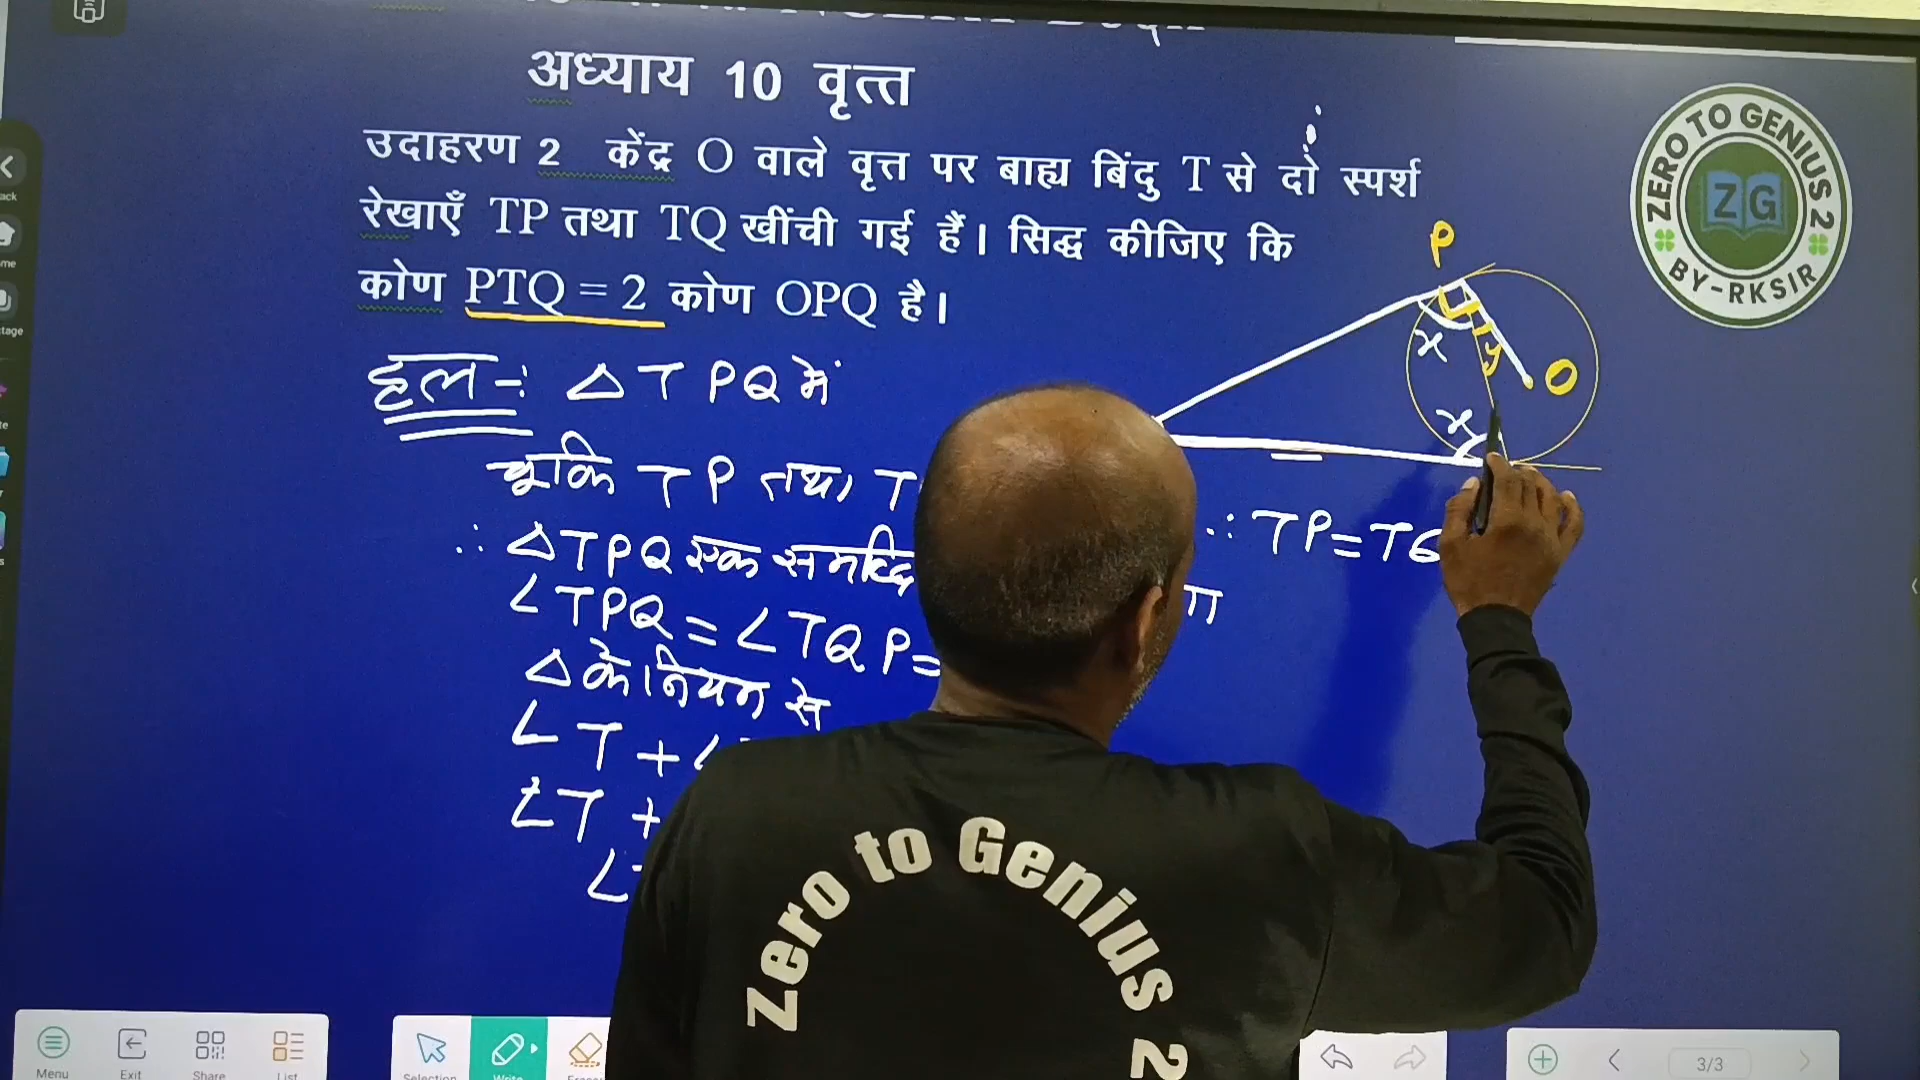 अध्याय 10 वृत्त
उदाहरण 2 केंद्र O वाले वृत्त पर बाह्य बिंदु T से दो स्पर्श
रेखाएँ TP तथा TQ खींची गई हैं। सिद्ध कीजिए कि
कोण PTQ = 2 कोण OPQ है।
हल -: △TPQ में
चूकि TP तथा T
∴ △TPQ एक समद्वि
∵ TP = TQ
∠TPQ = ∠TQP =
△ के नियम से
∠T + ∠
∠T +
∠
P
x
y
O
x
ZERO TO GENIUS 2
ZG
BY-RKSIR
Zero to Genius 2
Menu
Exit
Share
List
Selection
Write
3/3